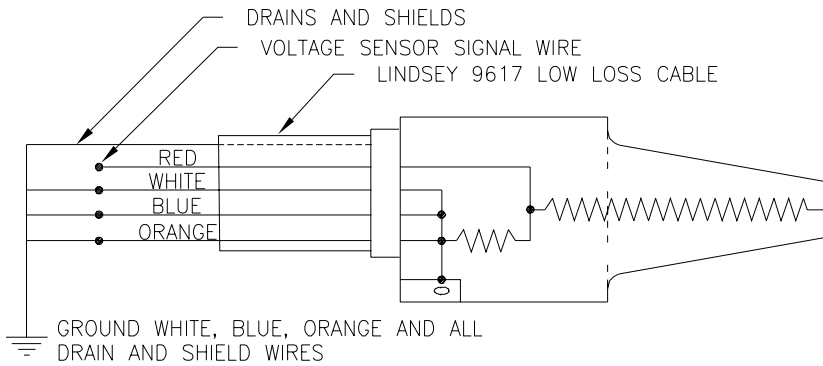 DRAINS AND SHIELDS
VOLTAGE SENSOR SIGNAL WIRE
LINDSEY 9617 LOW LOSS CABLE
RED
WHITE
BLUE
ORANGE
GROUND WHITE, BLUE, ORANGE AND ALL
DRAIN AND SHIELD WIRES